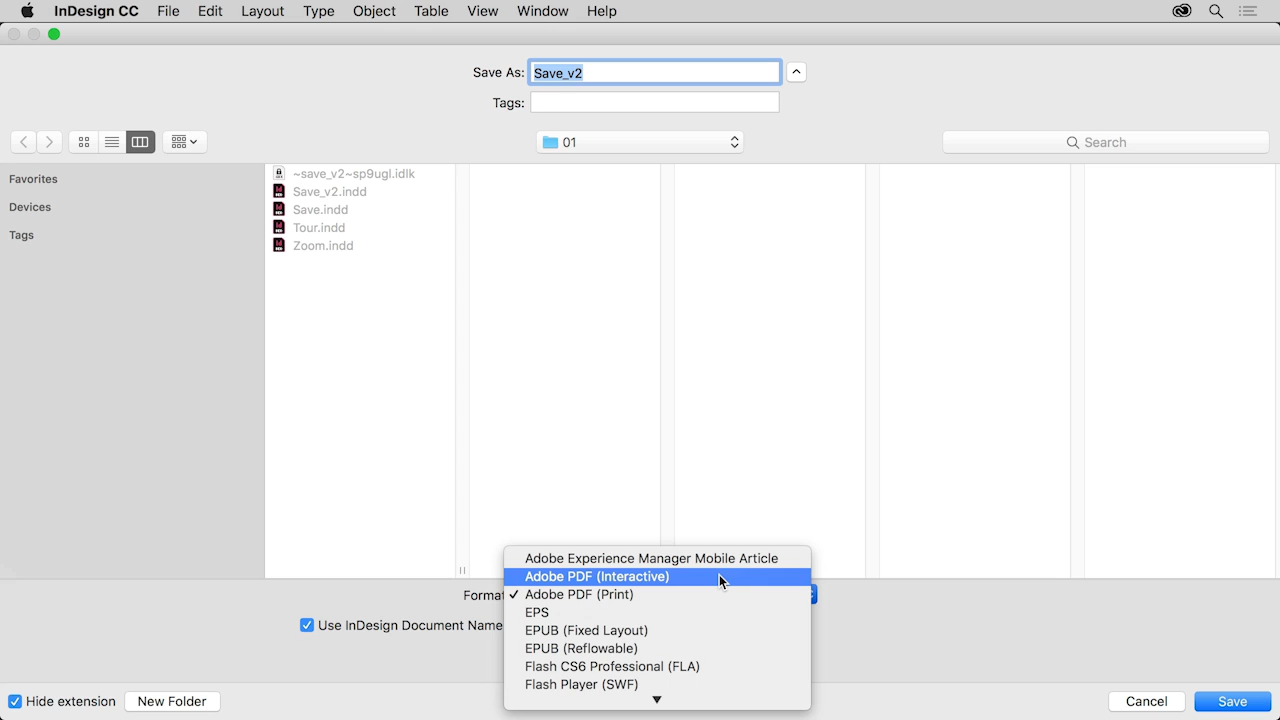 InDesign CC File Edit Layout Type Object Table View Window Help
Save As: Save_v2
Tags:
01
Search
Favorites
Devices
Tags
~save_v2~sp9ugl.idlk
Save_v2.indd
Save.indd
Tour.indd
Zoom.indd
Adobe Experience Manager Mobile Article
Adobe PDF (Interactive)
Format
✓ Adobe PDF (Print)
EPS
Use InDesign Document Name
EPUB (Fixed Layout)
EPUB (Reflowable)
Flash CS6 Professional (FLA)
Flash Player (SWF)
Hide extension New Folder Cancel Save